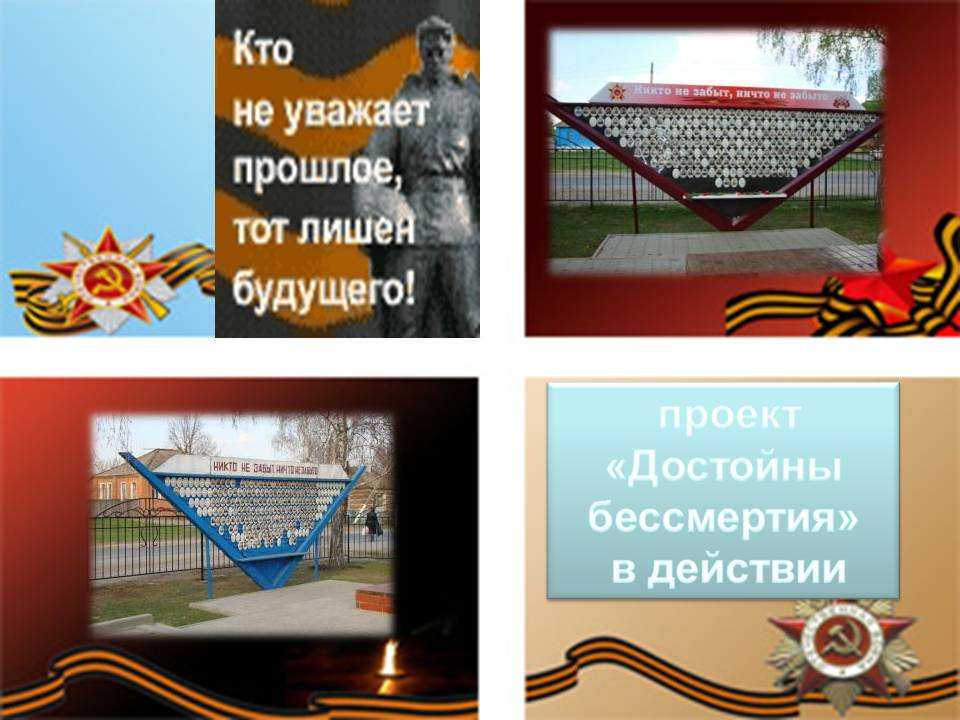 Кто
не уважает
прошлое,
тот лишен
будущего!
Никто не забыт, ничто не забыто
НИКТО НЕ ЗАБЫТ, НИЧТО НЕ ЗАБЫТО
проект
«Достойны
бессмертия»
в действии